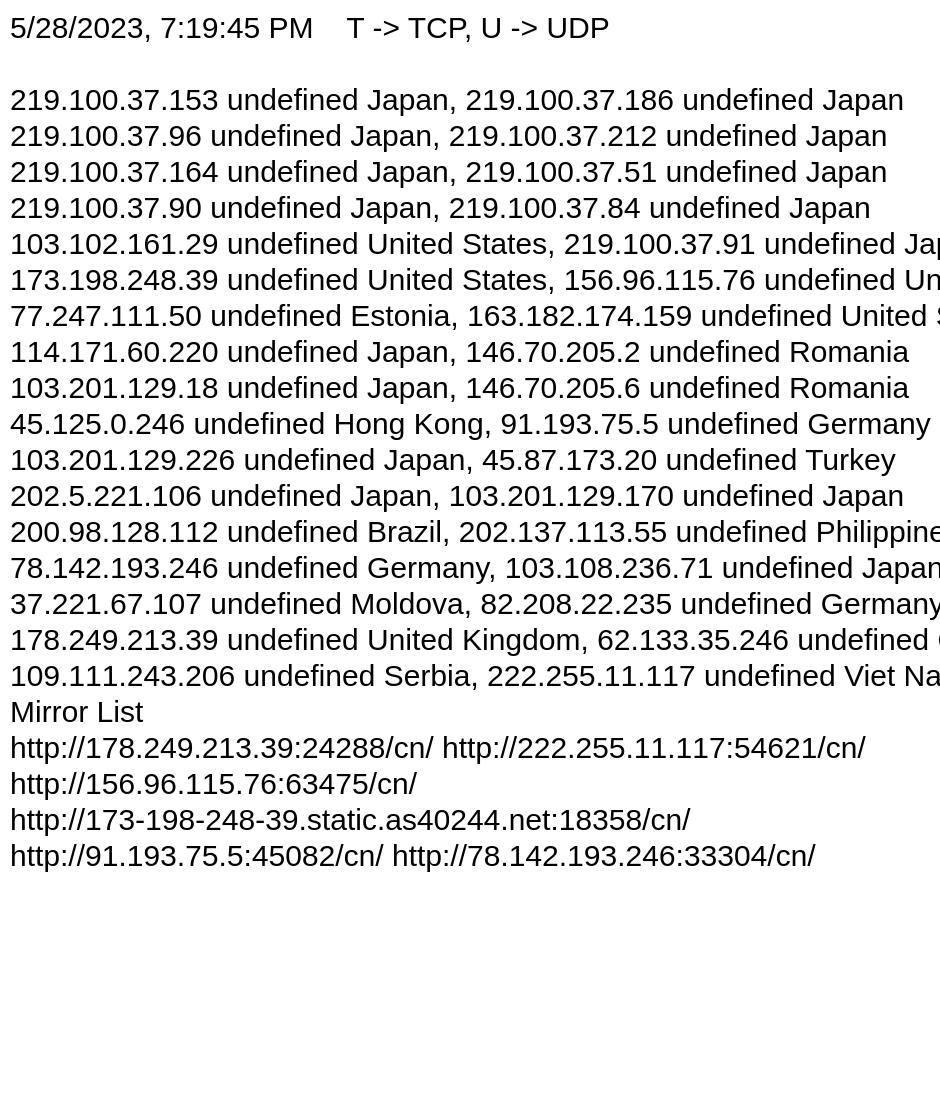 5/28/2023, 7:19:45 PM    T -> TCP, U -> UDP
219.100.37.153 undefined Japan, 219.100.37.186 undefined Japan
219.100.37.96 undefined Japan, 219.100.37.212 undefined Japan
219.100.37.164 undefined Japan, 219.100.37.51 undefined Japan
219.100.37.90 undefined Japan, 219.100.37.84 undefined Japan
103.102.161.29 undefined United States, 219.100.37.91 undefined
173.198.248.39 undefined United States, 156.96.115.76 undefined
77.247.111.50 undefined Estonia, 163.182.174.159 undefined United
114.171.60.220 undefined Japan, 146.70.205.2 undefined Romania
103.201.129.18 undefined Japan, 146.70.205.6 undefined Romania
45.125.0.246 undefined Hong Kong, 91.193.75.5 undefined Germany
103.201.129.226 undefined Japan, 45.87.173.20 undefined Turkey
202.5.221.106 undefined Japan, 103.201.129.170 undefined Japan
200.98.128.112 undefined Brazil, 202.137.113.55 undefined Philippine
78.142.193.246 undefined Germany, 103.108.236.71 undefined Japan
37.221.67.107 undefined Moldova, 82.208.22.235 undefined Germany
178.249.213.39 undefined United Kingdom, 62.133.35.246 undefined
109.111.243.206 undefined Serbia, 222.255.11.117 undefined Viet Na
Mirror List
http://178.249.213.39:24288/cn/ http://222.255.11.117:54621/cn/
http://156.96.115.76:63475/cn/
http://173-198-248-39.static.as40244.net:18358/cn/
http://91.193.75.5:45082/cn/ http://78.142.193.246:33304/cn/